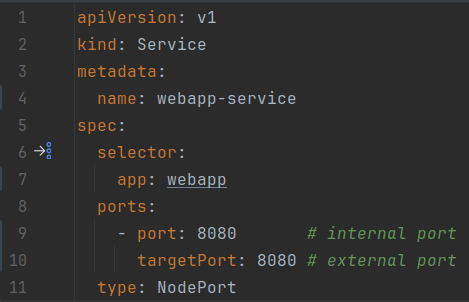 1 apiVersion: v1
2 kind: Service
3 metadata:
4   name: webapp-service
5 spec:
6   selector:
7     app: webapp
8   ports:
9     - port: 8080       # internal port
10       targetPort: 8080 # external port
11   type: NodePort